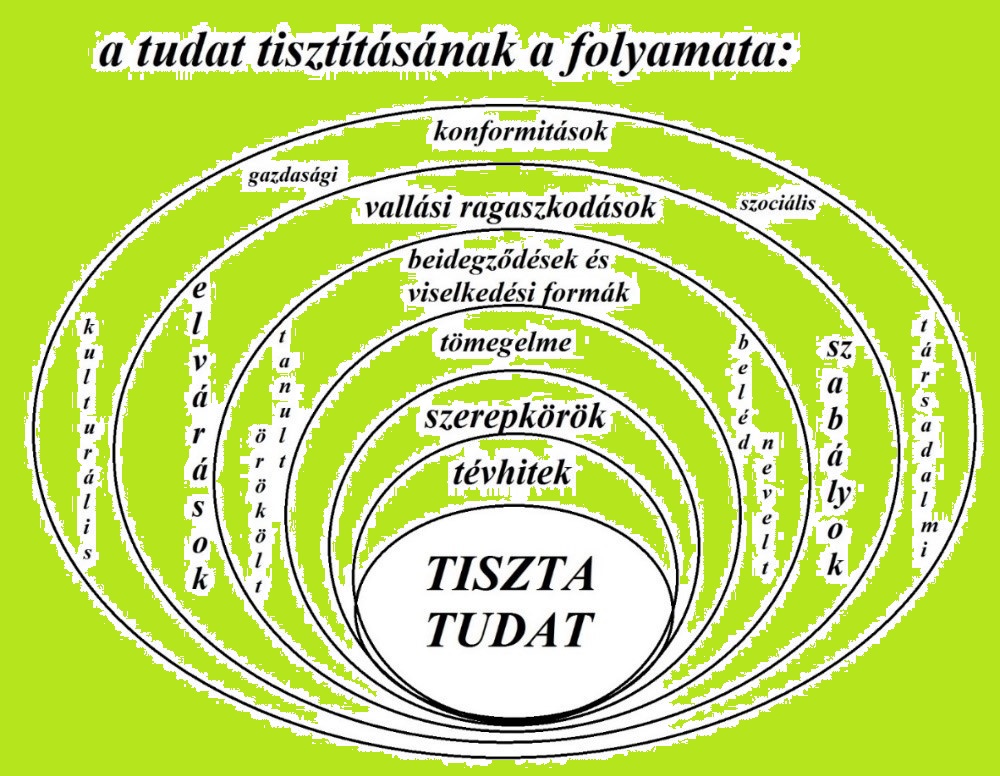 a tudat tisztításának a folyamata:
konformitások
gazdasági
szociális
kulturális
társadalmi
vallási ragaszkodások
elvárások
szabályok
beidegződések és
viselkedési formák
tanult
örökölt
beléd
nevelt
tömegelme
szerepkörök
tévhitek
TISZTA
TUDAT